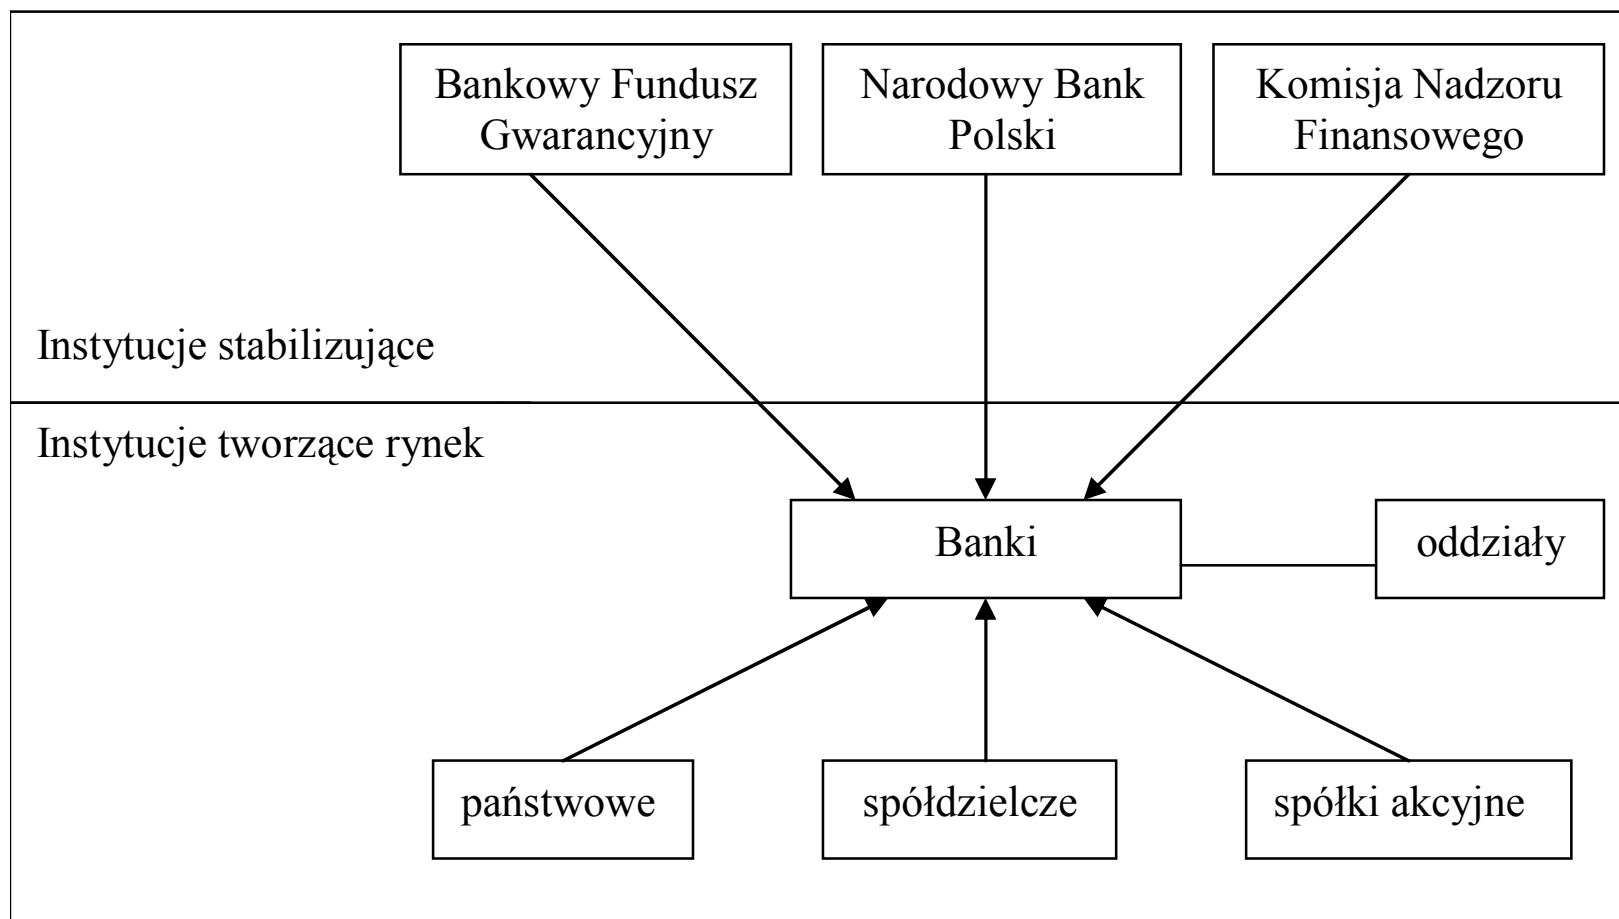 Bankowy Fundusz
Gwarancyjny
Narodowy Bank
Polski
Komisja Nadzoru
Finansowego
Instytucje stabilizujące
Instytucje tworzące rynek
Banki
oddziały
państwowe
spółdzielcze
spółki akcyjne